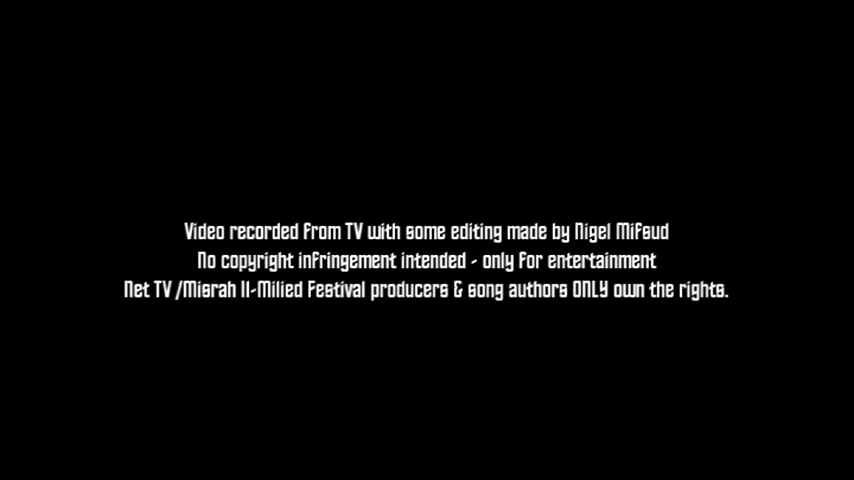 Video recorded from TV with some editing made by Nigel Mifsud
No copyright infringement intended - only for entertainment
Net TV /Misrah Il-Milied Festival producers & song authors ONLY own the rights.